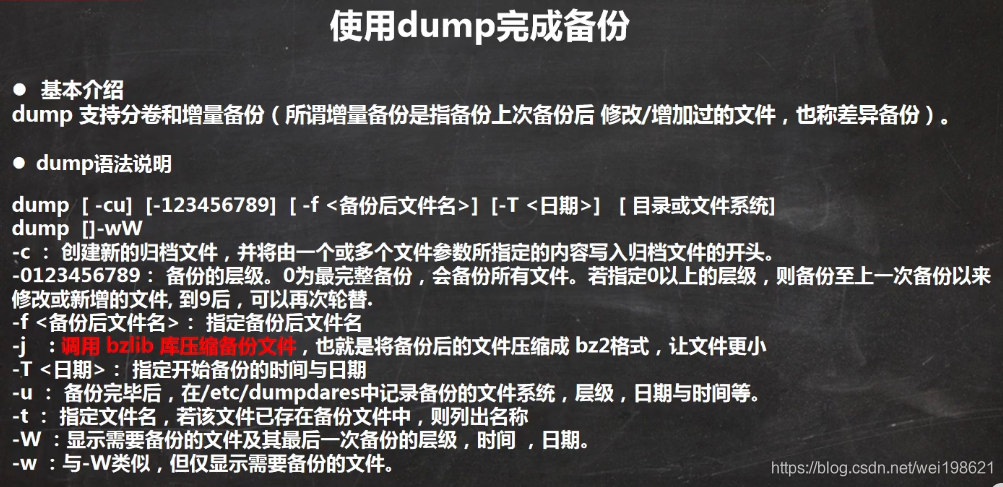 使用dump完成备份
● 基本介绍
dump 支持分卷和增量备份（所谓增量备份是指备份上次备份后 修改/增加过的文件，也称差异备份）。
● dump语法说明
dump [ -cu] [-123456789] [ -f <备份后文件名>] [-T <日期>] [ 目录或文件系统]
dump []-wW
-c ： 创建新的归档文件，并将由一个或多个文件参数所指定的内容写入归档文件的开头。
-0123456789： 备份的层级。0为最完整备份，会备份所有文件。若指定0以上的层级，则备份至上一次备份以来
修改或新增的文件, 到9后，可以再次轮替.
-f <备份后文件名>： 指定备份后文件名
-j ：调用 bzlib 库压缩备份文件，也就是将备份后的文件压缩成 bz2格式，让文件更小
-T <日期>： 指定开始备份的时间与日期
-u ： 备份完毕后，在/etc/dumpdares中记录备份的文件系统，层级，日期与时间等。
-t ： 指定文件名，若该文件已存在备份文件中，则列出名称
-W ：显示需要备份的文件及其最后一次备份的层级，时间 ，日期。
-w ：与-W类似，但仅显示需要备份的文件。
https://blog.csdn.net/wei198621